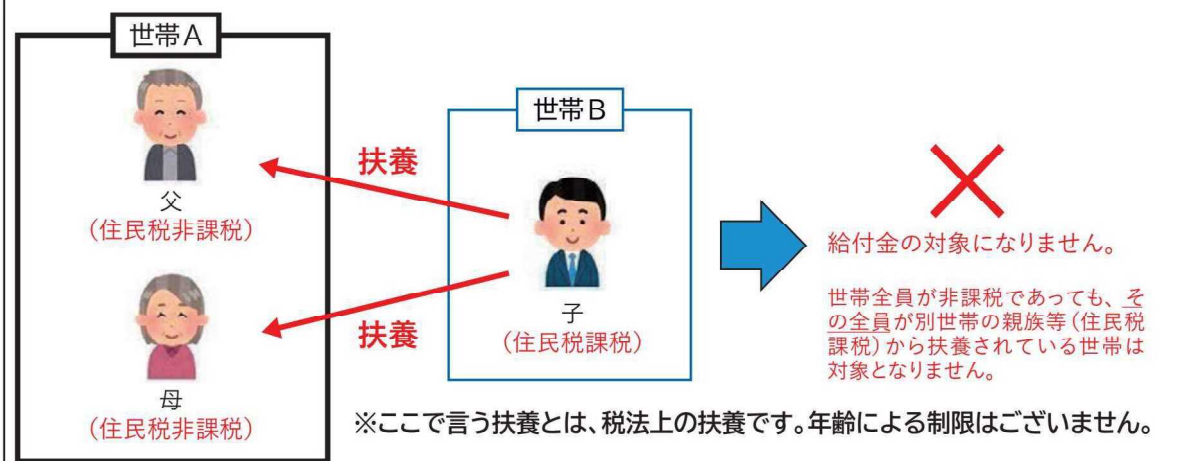 世帯A
父
(住民税非課税)
母
(住民税非課税)
扶養
扶養
世帯B
子
(住民税課税)
給付金の対象になりません。
世帯全員が非課税であっても、そ
の全員が別世帯の親族等(住民税
課税)から扶養されている世帯は
対象となりません。
※ここで言う扶養とは、税法上の扶養です。年齢による制限はございません。